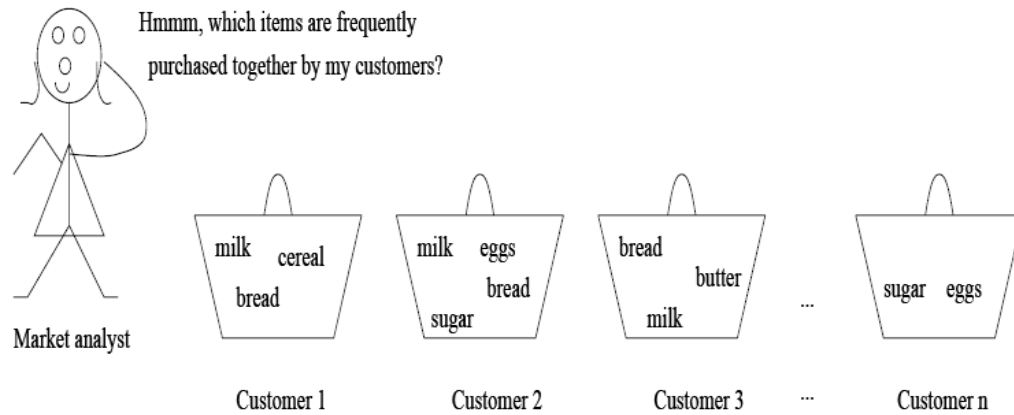 Hmmm, which items are frequently
purchased together by my customers?
milk
cereal
bread
milk
eggs
bread
sugar
bread
butter
milk
...
sugar eggs
Market analyst
Customer 1
Customer 2
Customer 3
...
Customer n